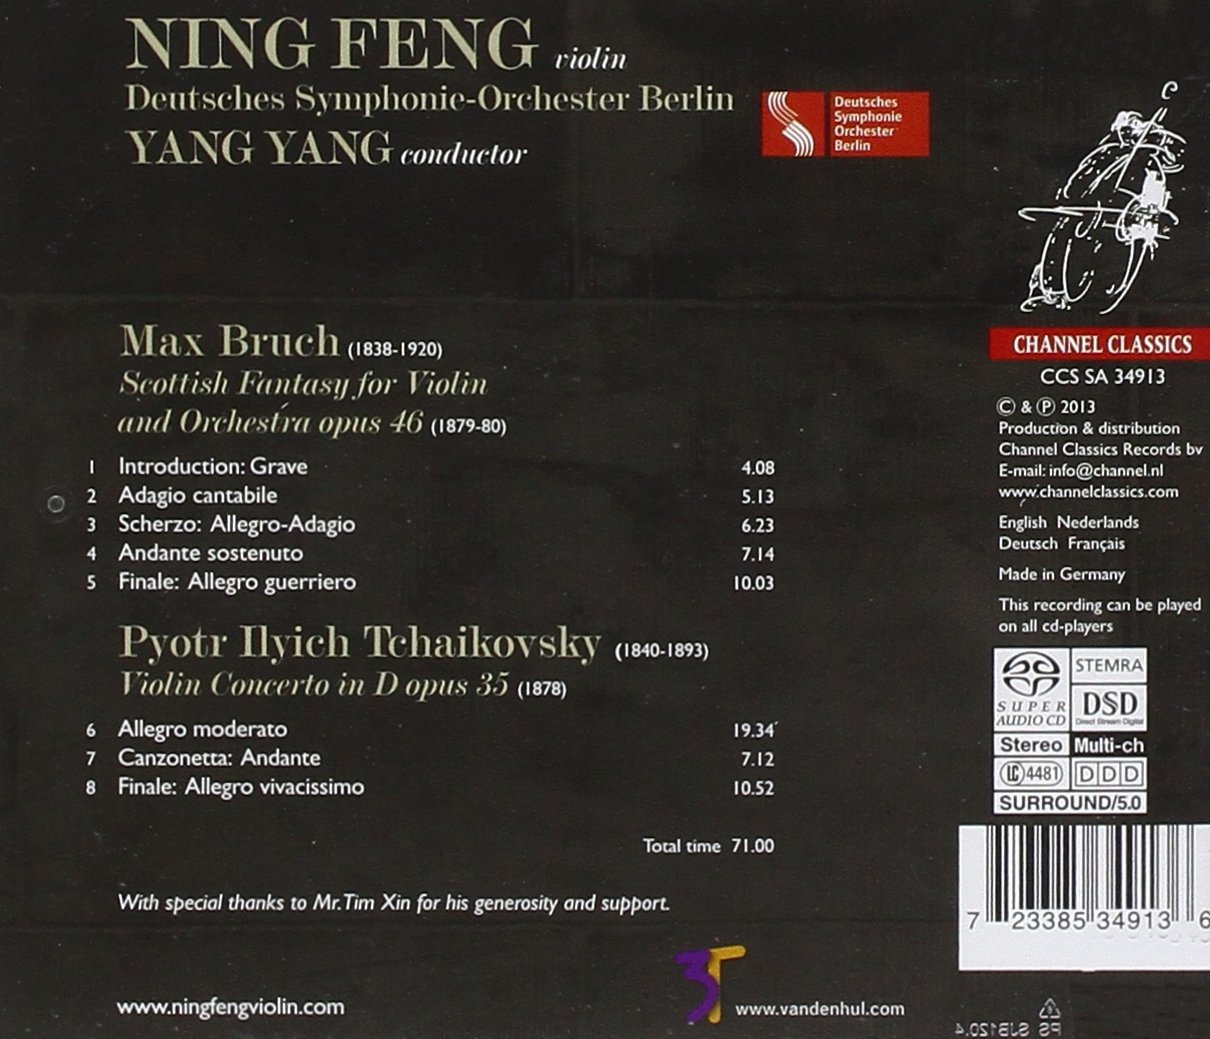 NING FENG violin
Deutsches Symphonie-Orchester Berlin
YANG YANG conductor
Deutsches
Symphonie
Orchester
Berlin
Max Bruch (1838-1920)
Scottish Fantasy for Violin
and Orchestra opus 46 (1879-80)
1 Introduction: Grave 4.08
2 Adagio cantabile 5.13
3 Scherzo: Allegro-Adagio 6.23
4 Andante sostenuto 7.14
5 Finale: Allegro guerriero 10.03
Pyotr Ilyich Tchaikovsky (1840-1893)
Violin Concerto in D opus 35 (1878)
6 Allegro moderato 19.34
7 Canzonetta: Andante 7.12
8 Finale: Allegro vivacissimo 10.52
Total time 71.00
With special thanks to Mr. Tim Xin for his generosity and support.
www.ningfengviolin.com
3T
www.vandenhul.com
CHANNEL CLASSICS
CCS SA 34913
© & ℗ 2013
Production & distribution
Channel Classics Records bv
E-mail: info@channel.nl
www.channelclassics.com
English Nederlands
Deutsch Français
Made in Germany
This recording can be played
on all cd-players
SUPER
AUDIO CD
STEMRA
DSD
Direct Stream Digital
Stereo Multi-ch
LC 4481 DDD
SURROUND/5.0
7 23385 34913 6
PS SJB120.4